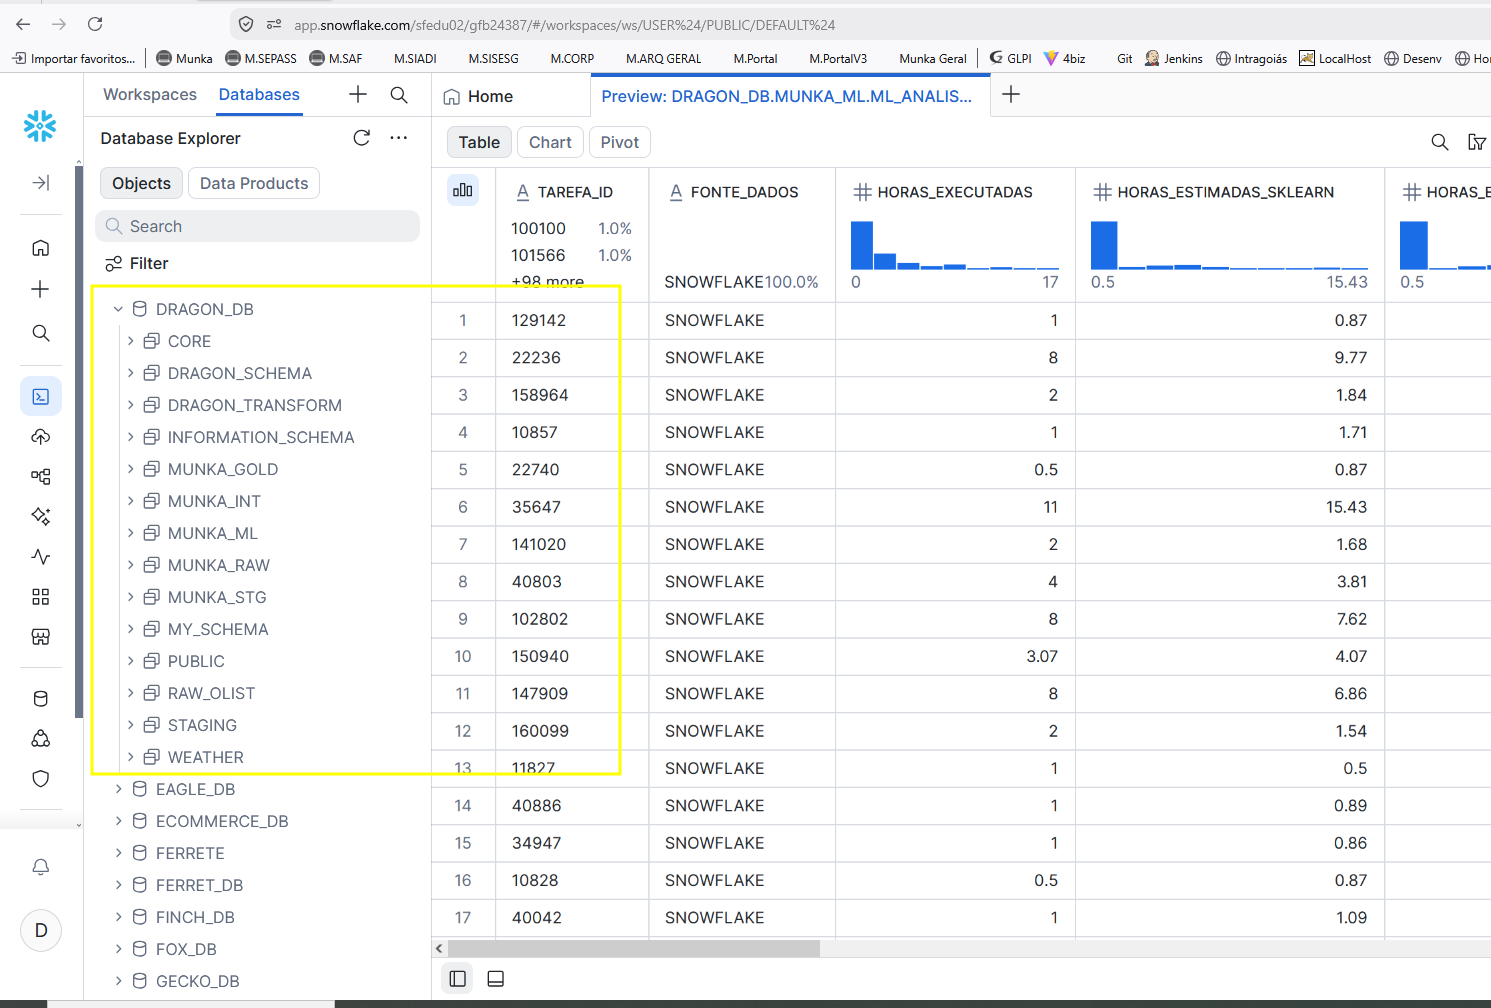 app.snowflake.com/sfedu02/gfb24387/#/workspaces/ws/USER%24/PUBLIC/DEFAULT%24
Importar favoritos... Munka M.SEPASS M.SAF M.SIADI M.SISESG M.CORP M.ARQ GERAL M.Portal M.PortalV3 Munka Geral GLPI 4biz Git Jenkins Intragoiás LocalHost Desenv Hor
Workspaces Databases
Home
Preview: DRAGON_DB.MUNKA_ML.ML_ANALIS...
Database Explorer
Table Chart Pivot
Objects Data Products
Search
Filter
DRAGON_DB
CORE
DRAGON_SCHEMA
DRAGON_TRANSFORM
INFORMATION_SCHEMA
MUNKA_GOLD
MUNKA_INT
MUNKA_ML
MUNKA_RAW
MUNKA_STG
MY_SCHEMA
PUBLIC
RAW_OLIST
STAGING
WEATHER
EAGLE_DB
ECOMMERCE_DB
FERRETE
FERRET_DB
FINCH_DB
FOX_DB
GECKO_DB
D
TAREFA_ID FONTE_DADOS HORAS_EXECUTADAS HORAS_ESTIMADAS_SKLEARN HORAS_E
100100 1.0%
101566 1.0%
+98 more SNOWFLAKE 100.0% 0 17 0.5 15.43 0.5
1 129142 SNOWFLAKE 1 0.87
2 22236 SNOWFLAKE 8 9.77
3 158964 SNOWFLAKE 2 1.84
4 10857 SNOWFLAKE 1 1.71
5 22740 SNOWFLAKE 0.5 0.87
6 35647 SNOWFLAKE 11 15.43
7 141020 SNOWFLAKE 2 1.68
8 40803 SNOWFLAKE 4 3.81
9 102802 SNOWFLAKE 8 7.62
10 150940 SNOWFLAKE 3.07 4.07
11 147909 SNOWFLAKE 8 6.86
12 160099 SNOWFLAKE 2 1.54
13 11827 SNOWFLAKE 1 0.5
14 40886 SNOWFLAKE 1 0.89
15 34947 SNOWFLAKE 1 0.86
16 10828 SNOWFLAKE 0.5 0.87
17 40042 SNOWFLAKE 1 1.09